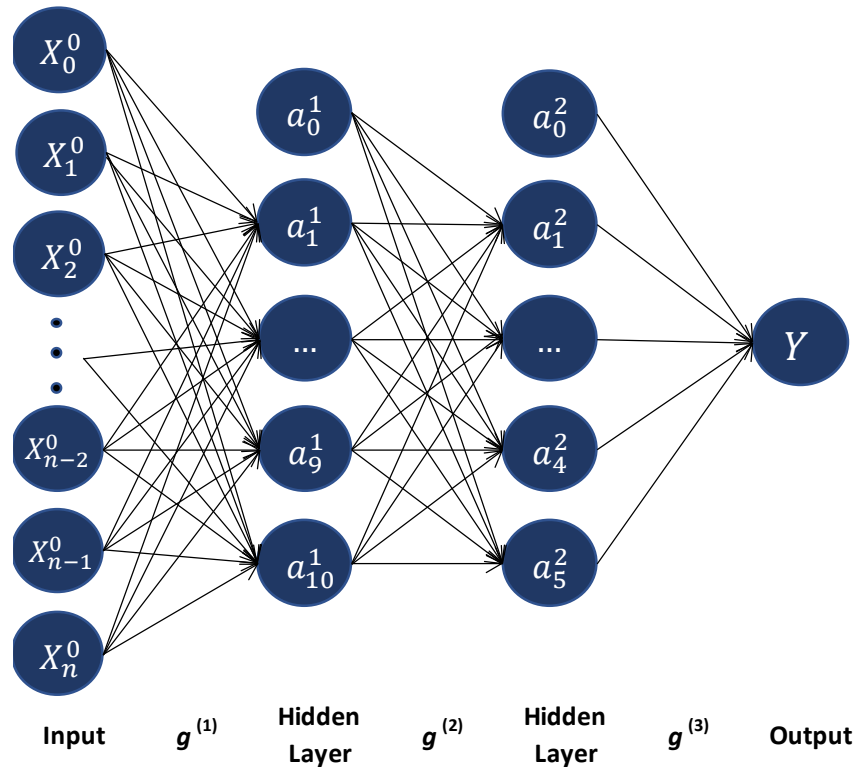 X_0^0
X_1^0
X_2^0
X_{n-2}^0
X_{n-1}^0
X_n^0
a_0^1
a_1^1
...
a_9^1
a_{10}^1
a_0^2
a_1^2
...
a_4^2
a_5^2
Y
Input
g^{(1)}
Hidden
Layer
g^{(2)}
Hidden
Layer
g^{(3)}
Output